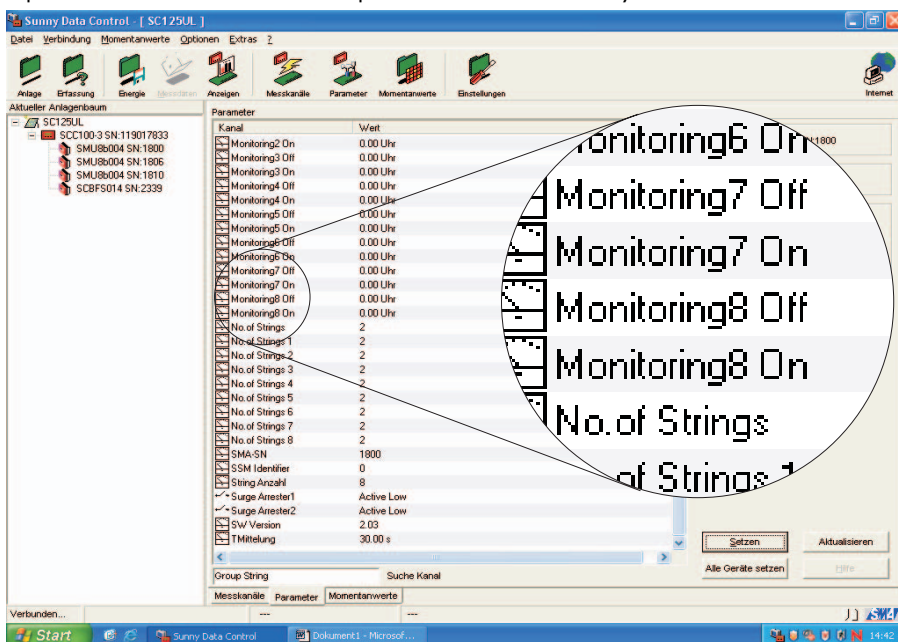 Sunny Data Control - [ SC125UL ]
Datei Verbindung Momentanwerte Optionen Extras ?
Anlage Erfassung Energie Anzeigen Messkanäle Parameter Momentanwerte Einstellungen Internet
Aktueller Anlagenbaum
SC125UL
SCC100-3 SN:119017833
SMU8b004 SN:1800
SMU8b004 SN:1806
SMU8b004 SN:1810
SCBFS014 SN:2339
Parameter
Kanal Wert
Monitoring2 On 0.00 Uhr
Monitoring3 Off 0.00 Uhr
Monitoring3 On 0.00 Uhr
Monitoring4 Off 0.00 Uhr
Monitoring4 On 0.00 Uhr
Monitoring5 Off 0.00 Uhr
Monitoring5 On 0.00 Uhr
Monitoring6 Off 0.00 Uhr
Monitoring6 On 0.00 Uhr
Monitoring7 Off 0.00 Uhr
Monitoring7 On 0.00 Uhr
Monitoring8 Off 0.00 Uhr
Monitoring8 On 0.00 Uhr
No.of Strings 2
No.of Strings 1 2
No.of Strings 2 2
No.of Strings 3 2
No.of Strings 4 2
No.of Strings 5 2
No.of Strings 6 2
No.of Strings 7 2
No.of Strings 8 2
SMA-SN 1800
SSM Identifier 0
String Anzahl 8
Surge Arrester1 Active Low
Surge Arrester2 Active Low
SW Version 2.03
TMittelung 30.00 s
Group String Suche Kanal
Messkanäle Parameter Momentanwerte
:1800
onitoring6 On
Monitoring7 Off
Monitoring7 On
Monitoring8 Off
Monitoring8 On
No.of Strings
of Strings 1
Setzen Aktualisieren
Alle Geräte setzen Hilfe
Verbunden... --- --- SMA
Start Sunny Data Control Dokument1 - Microsof... 14:42